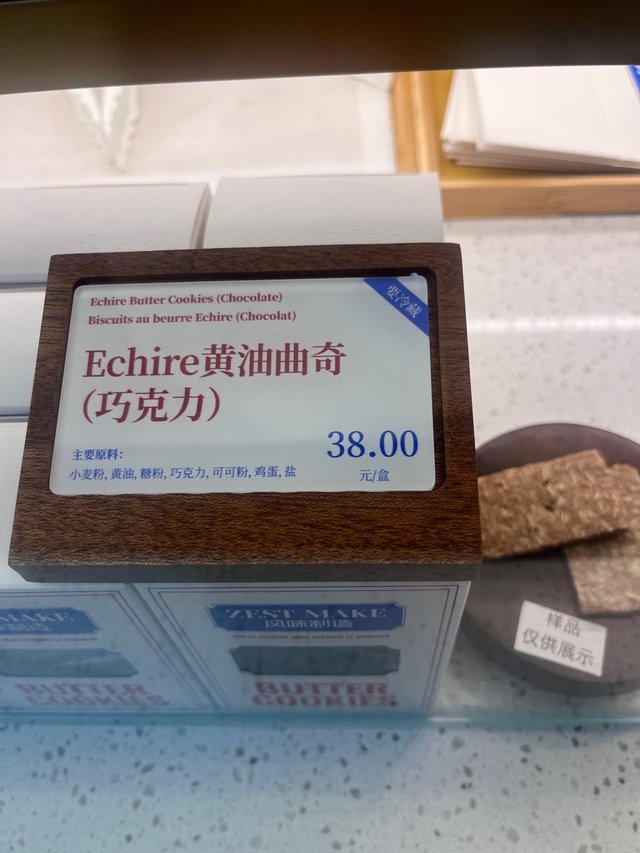 Echire Butter Cookies (Chocolate)
Biscuits au beurre Echire (Chocolat)
要冷藏
Echire黄油曲奇
(巧克力)
主要原料:
小麦粉, 黄油, 糖粉, 巧克力, 可可粉, 鸡蛋, 盐
38.00
元/盒
ZEST MAKE
风味制造
BUTTER
COOKIES
MAKE
制造
BUTTER
COOKIES
样品
仅供展示